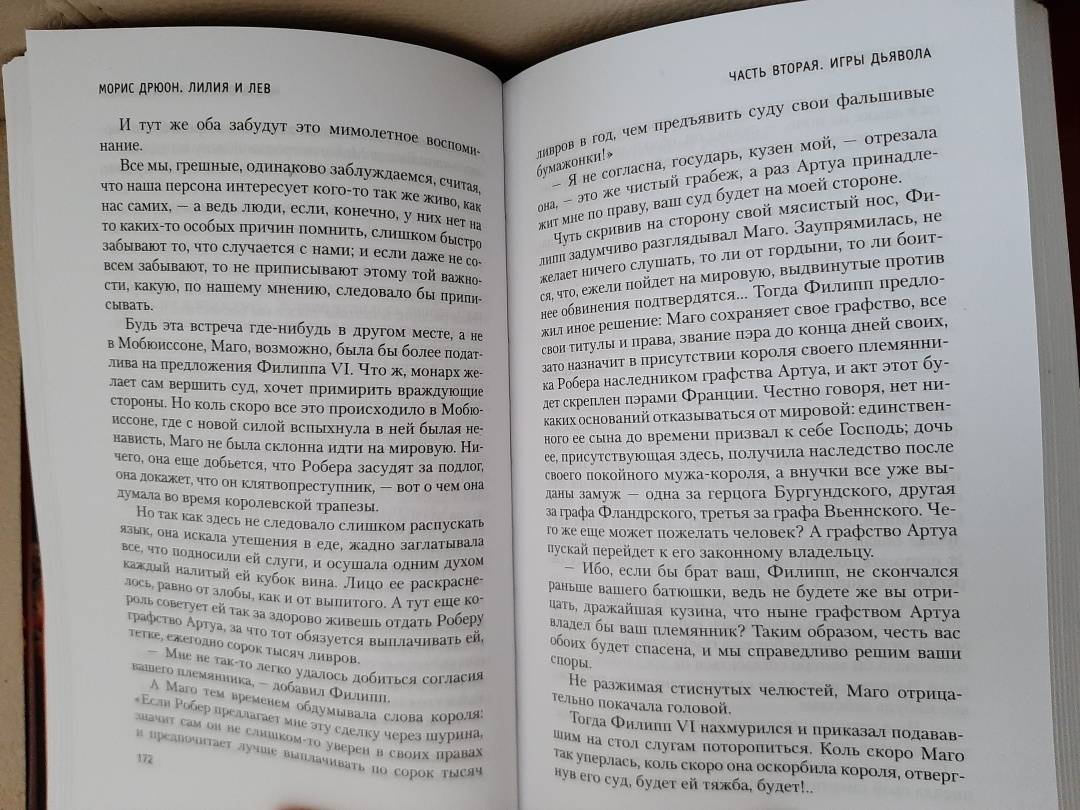 МОРИС ДРЮОН. ЛИЛИЯ И ЛЕВ
И тут же оба забудут это мимолетное воспоми-
нание.
Все мы, грешные, одинаково заблуждаемся, считая,
что наша персона интересует кого-то так же живо, как
нас самих, — а ведь люди, если, конечно, у них нет на
то каких-то особых причин помнить, слишком быстро
забывают то, что случается с нами; и если даже не со-
всем забывают, то не приписывают этому той важно-
сти, какую, по нашему мнению, следовало бы припи-
сывать.
Будь эта встреча где-нибудь в другом месте, а не
в Мобюиссоне, Маго, возможно, была бы более подат-
лива на предложения Филиппа VI. Что ж, монарх же-
лает сам вершить суд, хочет примирить враждующие
стороны. Но коль скоро все это происходило в Мобю-
иссоне, где с новой силой вспыхнула в ней былая не-
нависть, Маго не была склонна идти на мировую. Ни-
чего, она еще добьется, что Робера засудят за подлог,
она докажет, что он клятвопреступник, — вот о чем она
думала во время королевской трапезы.
Но так как здесь не следовало слишком распускать
язык, она искала утешения в еде, жадно заглатывала
все, что подносили ей слуги, и осушала одним духом
каждый налитый ей кубок вина. Лицо ее раскрасне-
лось, равно от злобы, как и от выпитого. А тут еще ко-
роль советует ей так за здорово живешь отдать Роберу
графство Артуа, за что тот обязуется выплачивать ей,
тетке, ежегодно сорок тысяч ливров.
— Мне не так-то легко удалось добиться согласия
вашего племянника, — добавил Филипп.
А Маго тем временем обдумывала слова короля:
«Если Робер предлагает мне эту сделку через шурина,
значит сам он не слишком-то уверен в своих правах
и предпочитает лучше выплачивать по сорок тысяч
172
ЧАСТЬ ВТОРАЯ. ИГРЫ ДЬЯВОЛА
ливров в год, чем предъявить суду свои фальшивые
бумажонки!»
— Я не согласна, государь, кузен мой, — отрезала
она, — это же чистый грабеж, а раз Артуа принадле-
жит мне по праву, ваш суд будет на моей стороне.
Чуть скривив на сторону свой мясистый нос, Фи-
липп задумчиво разглядывал Маго. Заупрямилась, не
желает ничего слушать, то ли от гордыни, то ли боит-
ся, что, ежели пойдет на мировую, выдвинутые против
нее обвинения подтвердятся... Тогда Филипп предло-
жил иное решение: Маго сохраняет свое графство, все
свои титулы и права, звание пэра до конца дней своих,
зато назначит в присутствии короля своего племянни-
ка Робера наследником графства Артуа, и акт этот бу-
дет скреплен пэрами Франции. Честно говоря, нет ни-
каких оснований отказываться от мировой: единствен-
ного ее сына до времени призвал к себе Господь; дочь
ее, присутствующая здесь, получила наследство после
своего покойного мужа-короля, а внучки все уже вы-
даны замуж — одна за герцога Бургундского, другая
за графа Фландрского, третья за графа Вьеннского. Че-
го же еще может пожелать человек? А графство Артуа
пускай перейдет к его законному владельцу.
— Ибо, если бы брат ваш, Филипп, не скончался
раньше вашего батюшки, ведь не будете же вы отри-
цать, дражайшая кузина, что ныне графством Артуа
владел бы ваш племянник? Таким образом, честь вас
обоих будет спасена, и мы справедливо решим ваши
споры.
Не разжимая стиснутых челюстей, Маго отрица-
тельно покачала головой.
Тогда Филипп VI нахмурился и приказал подавав-
шим на стол слугам поторопиться. Коль скоро Маго
так уперлась, коль скоро она оскорбила короля, отверг-
нув его суд, будет ей тяжба, будет!..